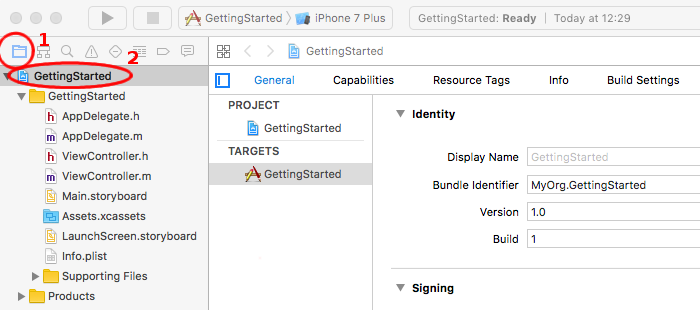 GettingStarted iPhone 7 Plus GettingStarted: Ready Today at 12:29
1
2
GettingStarted
GettingStarted
GettingStarted
AppDelegate.h
AppDelegate.m
ViewController.h
ViewController.m
Main.storyboard
Assets.xcassets
LaunchScreen.storyboard
Info.plist
Supporting Files
Products
General Capabilities Resource Tags Info Build Settings
PROJECT
GettingStarted
TARGETS
GettingStarted
Identity
Display Name GettingStarted
Bundle Identifier MyOrg.GettingStarted
Version 1.0
Build 1
Signing